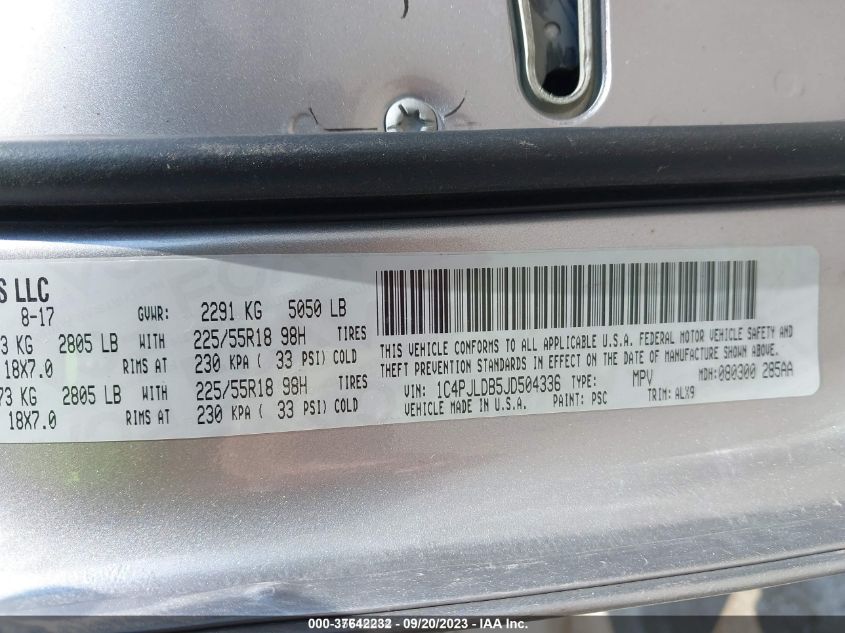 S LLC
8-17 GVWR: 2291 KG 5050 LB
3 KG 2805 LB WITH 225/55R18 98H TIRES
18X7.0 RIMS AT 230 KPA ( 33 PSI) COLD
73 KG 2805 LB WITH 225/55R18 98H TIRES
18X7.0 RIMS AT 230 KPA ( 33 PSI) COLD
THIS VEHICLE CONFORMS TO ALL APPLICABLE U.S.A. FEDERAL MOTOR VEHICLE SAFETY AND
THEFT PREVENTION STANDARDS IN EFFECT ON THE DATE OF MANUFACTURE SHOWN ABOVE.
VIN: 1C4PJLDB5JD504336 TYPE: MPV MDH: 080300 285AA
VEHICLE MADE IN U.S.A. PAINT: PSC TRIM: ALX9
000-37642232 - 09/20/2023 - IAA Inc.